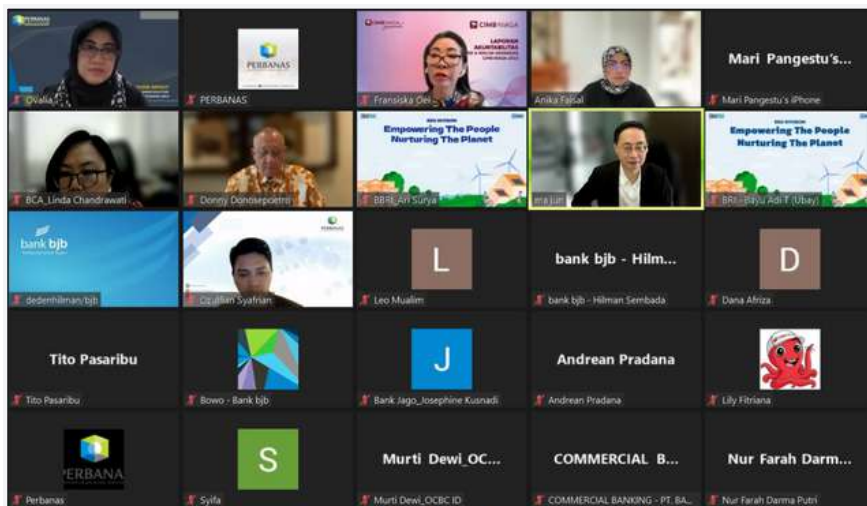 PERBANAS
Ovalia
PERBANAS
PERBANAS
CIMB NIAGA
LAPORAN
AKUNTABILITAS
Fransiska Oei
Anika Faisal
Mari Pangestu's...
Mari Pangestu's iPhone
BCA_Linda Chandrawati
Donny Donosepoetro
Empowering The People
Nurturing The Planet
BBRI_Ari Surya
ma jun
Empowering The People
Nurturing The Planet
BRI - Bayu Adi T (Ubay)
bank bjb
dedenhilman/bjb
PERBANAS
Dzulfian Syafrian
L
Leo Mualim
bank bjb - Hilm...
bank bjb - Hilman Sembada
D
Dana Afriza
Tito Pasaribu
Tito Pasaribu
Bowo - Bank bjb
J
Bank Jago_Josephine Kusnadi
Andrean Pradana
Andrean Pradana
Lily Fitriana
PERBANA
Perbanas
S
Syifa
Murti Dewi_OC...
Murti Dewi_OCBC ID
COMMERCIAL B...
COMMERCIAL BANKING - PT. BA...
Nur Farah Darm...
Nur Farah Darma Putri